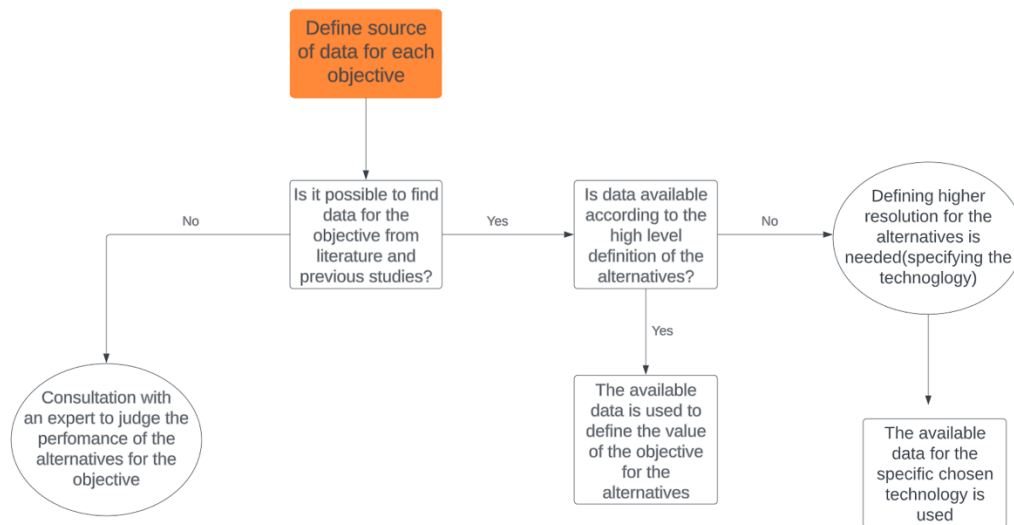 Define source
of data for each
objective
Is it possible to find
data for the
objective from
literature and
previous studies?
No
Yes
Is data available
according to the
high level
definition of the
alternatives?
No
Defining higher
resolution for the
alternatives is
needed(specifying the
technoglogy)
Yes
Consultation with
an expert to judge the
perfomance of the
alternatives for the
objective
The available
data is used to
define the value
of the objective
for the
alternatives
The available
data for the
specific chosen
technology is
used